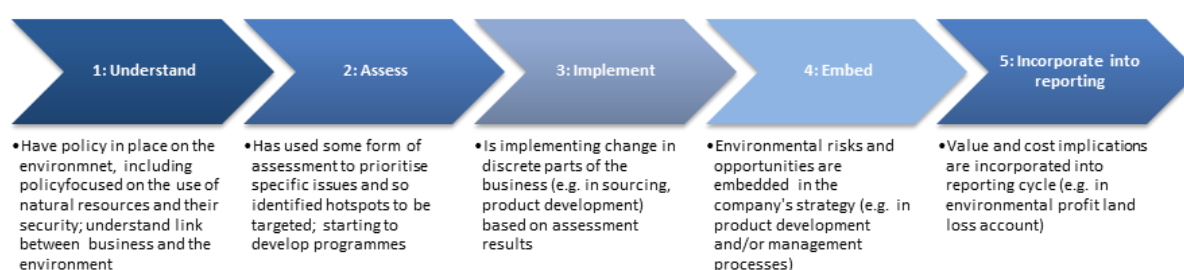 1: Understand
2: Assess
3: Implement
4: Embed
5: Incorporate into
reporting
•Have policy in place on the
environmnet, including
policyfocused on the use of
natural resources and their
security; understand link
between business and the
environment
•Has used some form of
assessment to prioritise
specific issues and so
identified hotspots to be
targeted; starting to
develop programmes
•Is implementing change in
discrete parts of the
business (e.g. in sourcing,
product development)
based on assessment
results
•Environmental risks and
opportunities are
embedded in the
company's strategy (e.g. in
product development
and/or management
processes)
•Value and cost implications
are incorporated into
reporting cycle (e.g. in
environmental profit land
loss account)